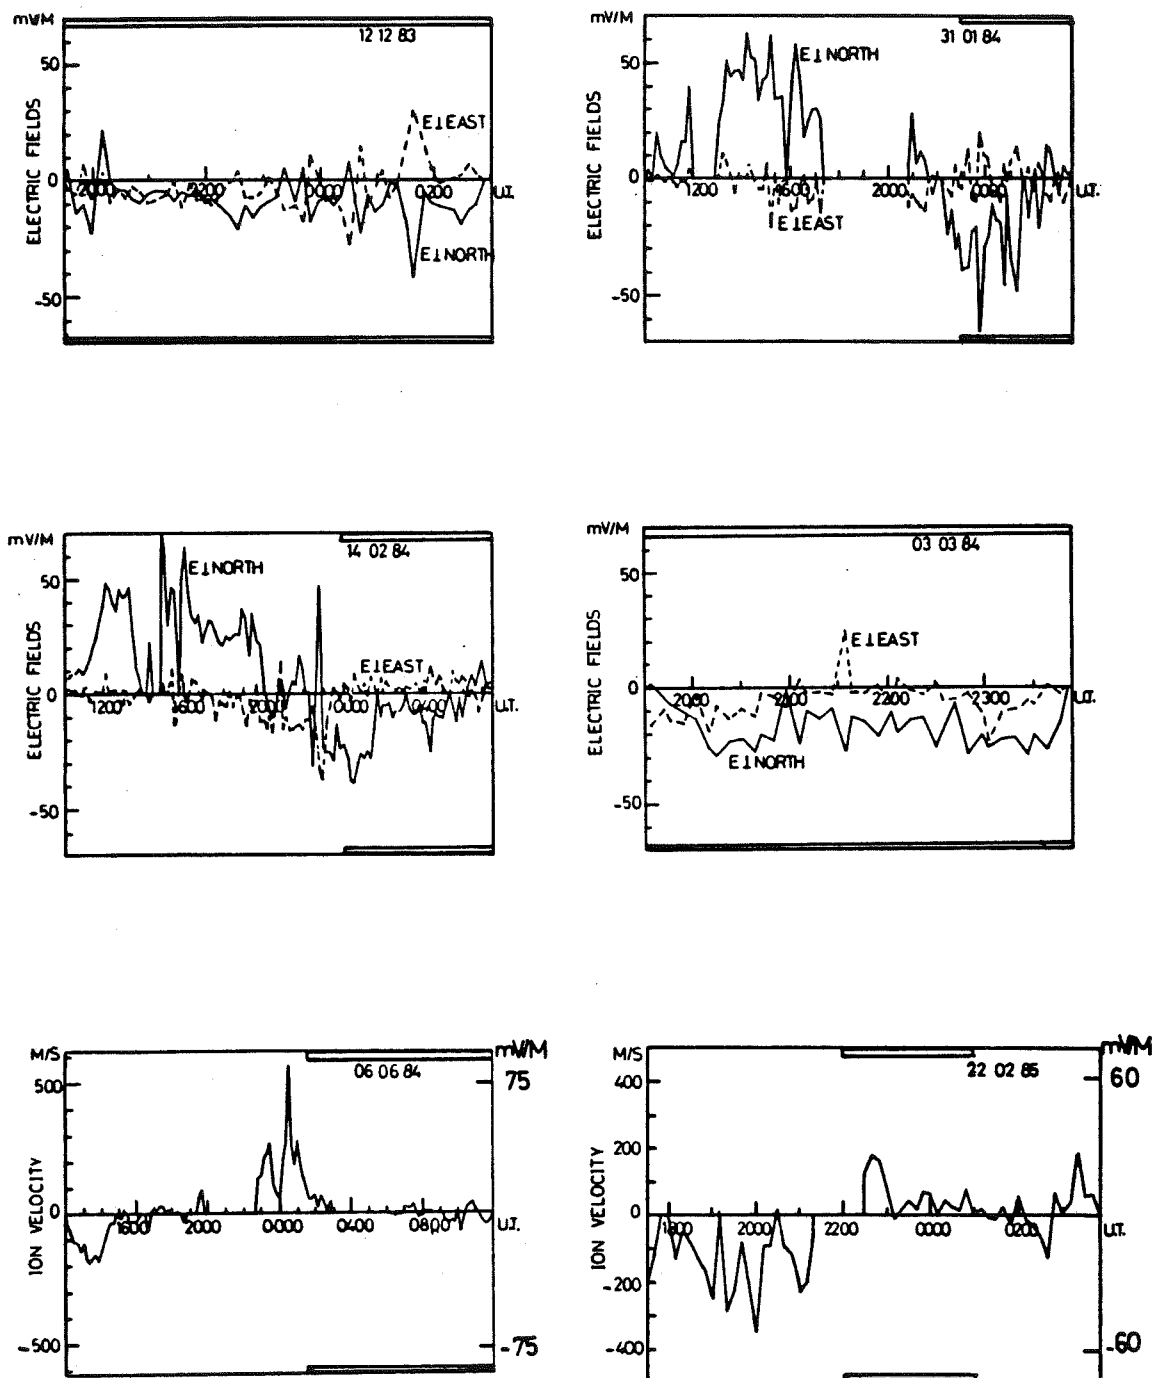 mV/M
12 12 83
50
E⊥EAST
ELECTRIC FIELDS
0
2000
2200
0000
0200
U.T.
E⊥NORTH
-50
mV/M
31 01 84
50
E⊥NORTH
ELECTRIC FIELDS
0
1200
1600
2000
0000
U.T.
E⊥EAST
-50
mV/M
14 02 84
50
E⊥NORTH
E⊥EAST
ELECTRIC FIELDS
0
1200
1600
2000
0000
0400
U.T.
-50
mV/M
03 03 84
50
E⊥EAST
ELECTRIC FIELDS
0
2000
2100
2200
2300
U.T.
E⊥NORTH
-50
M/S
mV/M
06 06 84
500
75
ION VELOCITY
0
1600
2000
0000
0400
0800
U.T.
-500
-75
M/S
mV/M
22 02 85
400
60
200
ION VELOCITY
0
1800
2000
2200
0000
0200
U.T.
-200
-400
-60